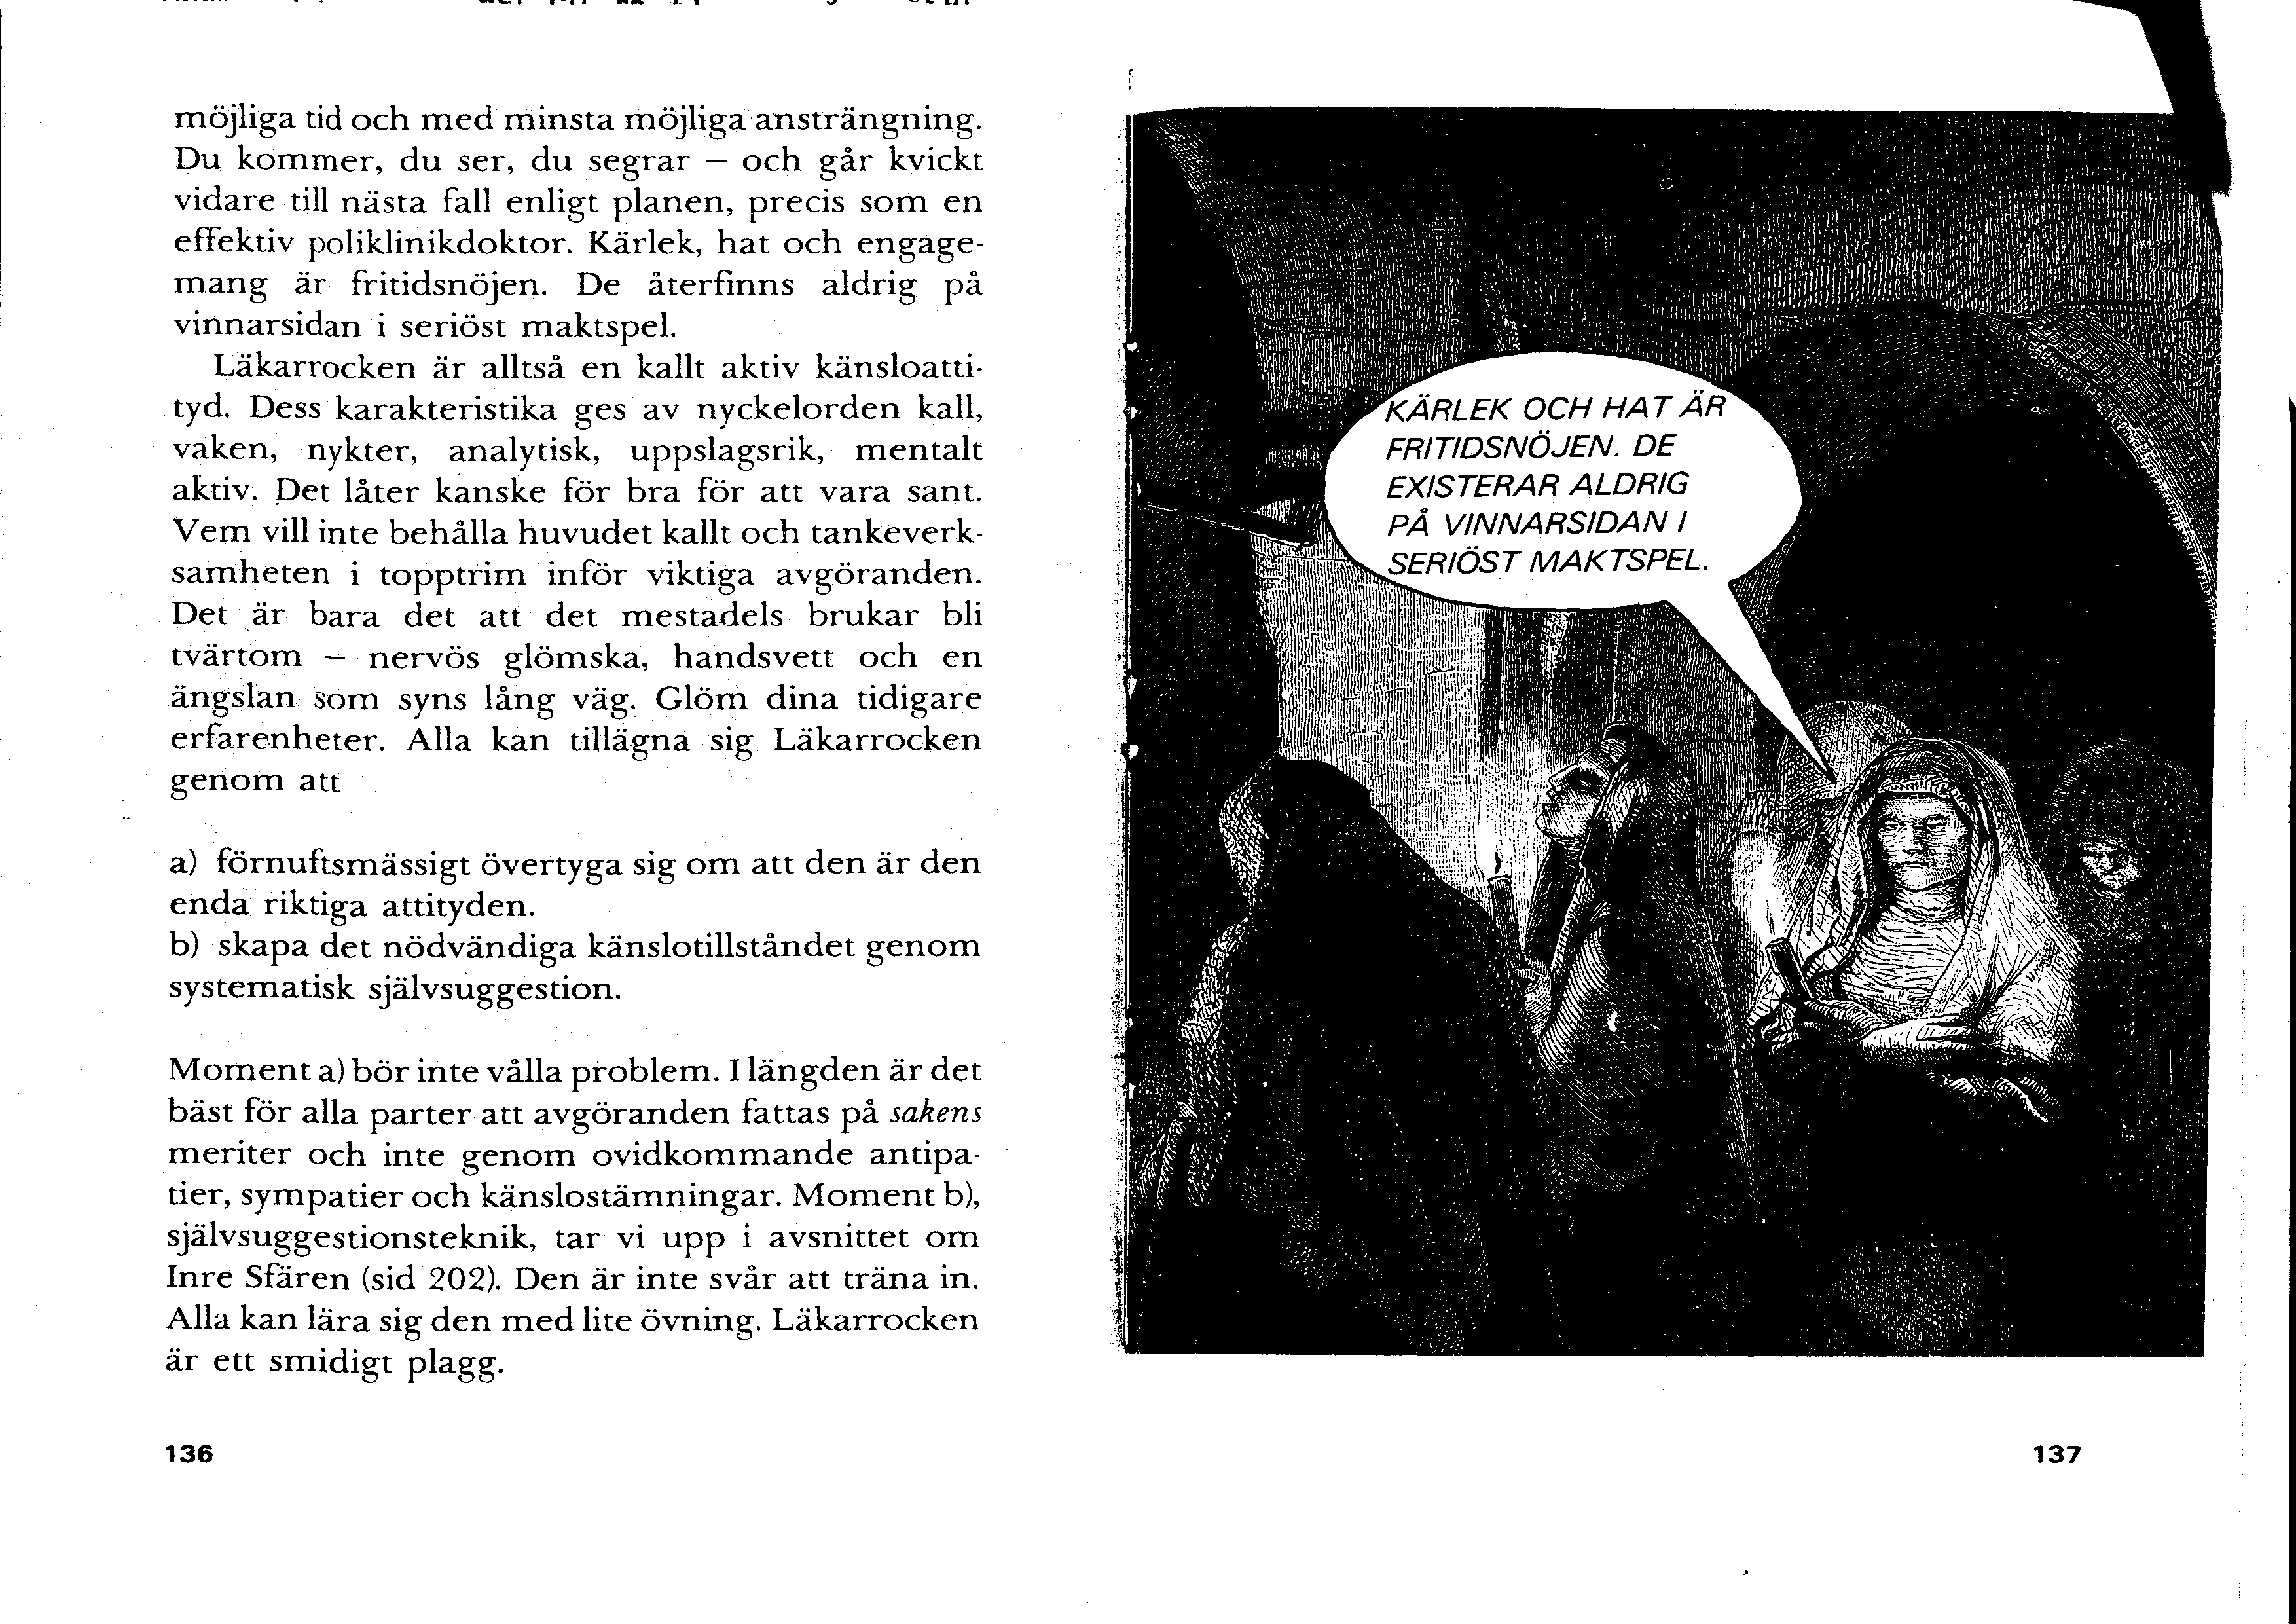 möjliga tid och med minsta möjliga ansträngning.
Du kommer, du ser, du segrar – och går kvickt
vidare till nästa fall enligt planen, precis som en
effektiv poliklinikdoktor. Kärlek, hat och engage-
mang är fritidsnöjen. De återfinns aldrig på
vinnarsidan i seriöst maktspel.
Läkarrocken är alltså en kallt aktiv känsloatti-
tyd. Dess karakteristika ges av nyckelorden kall,
vaken, nykter, analytisk, uppslagsrik, mentalt
aktiv. Det låter kanske för bra för att vara sant.
Vem vill inte behålla huvudet kallt och tankeverk-
samheten i topptrim inför viktiga avgöranden.
Det är bara det att det mestadels brukar bli
tvärtom – nervös glömska, handsvett och en
ängslan som syns lång väg. Glöm dina tidigare
erfarenheter. Alla kan tillägna sig Läkarrocken
genom att
a) förnuftsmässigt övertyga sig om att den är den
enda riktiga attityden.
b) skapa det nödvändiga känslotillståndet genom
systematisk självsuggestion.
Moment a) bör inte vålla problem. I längden är det
bäst för alla parter att avgöranden fattas på sakens
meriter och inte genom ovidkommande antipa-
tier, sympatier och känslostämningar. Moment b),
självsuggestionsteknik, tar vi upp i avsnittet om
Inre Sfären (sid 202). Den är inte svår att träna in.
Alla kan lära sig den med lite övning. Läkarrocken
är ett smidigt plagg.
136
KÄRLEK OCH HAT ÄR
FRITIDSNÖJEN. DE
EXISTERAR ALDRIG
PÅ VINNARSIDAN I
SERIÖST MAKTSPEL.
137